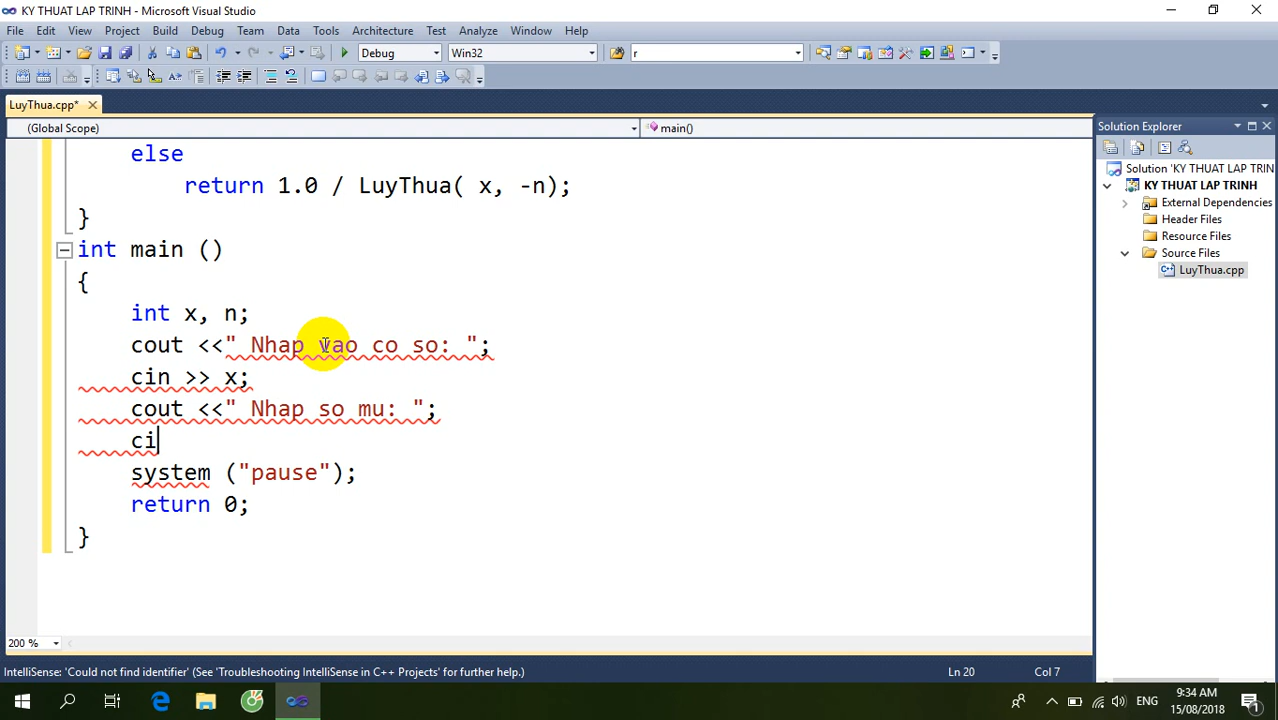 KY THUAT LAP TRINH - Microsoft Visual Studio
File Edit View Project Build Debug Team Data Tools Architecture Test Analyze Window Help
Debug Win32 r
LuyThua.cpp*
(Global Scope) main()
Solution Explorer
else
return 1.0 / LuyThua( x, -n);
}
int main ()
{
int x, n;
cout <<" Nhap vao co so: ";
cin >> x;
cout <<" Nhap so mu: ";
ci
system ("pause");
return 0;
}
Solution 'KY THUAT LAP TRIN
KY THUAT LAP TRINH
External Dependencies
Header Files
Resource Files
Source Files
LuyThua.cpp
200 %
IntelliSense: 'Could not find identifier' (See 'Troubleshooting IntelliSense in C++ Projects' for further help.) Ln 20 Col 7
ENG
9:34 AM
15/08/2018
1